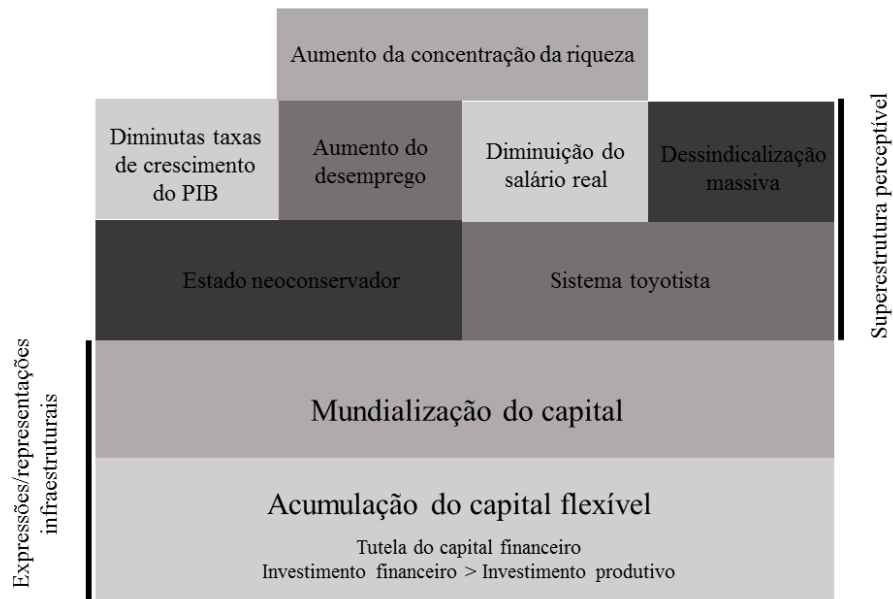 Aumento da concentração da riqueza
Diminutas taxas
de crescimento
do PIB
Aumento do
desemprego
Diminuição do
salário real
Dessindicalização
massiva
Estado neoconservador
Sistema toyotista
Superestrutura perceptível
Mundialização do capital
Acumulação do capital flexível
Tutela do capital financeiro
Investimento financeiro > Investimento produtivo
Expressões/representações
infraestruturais